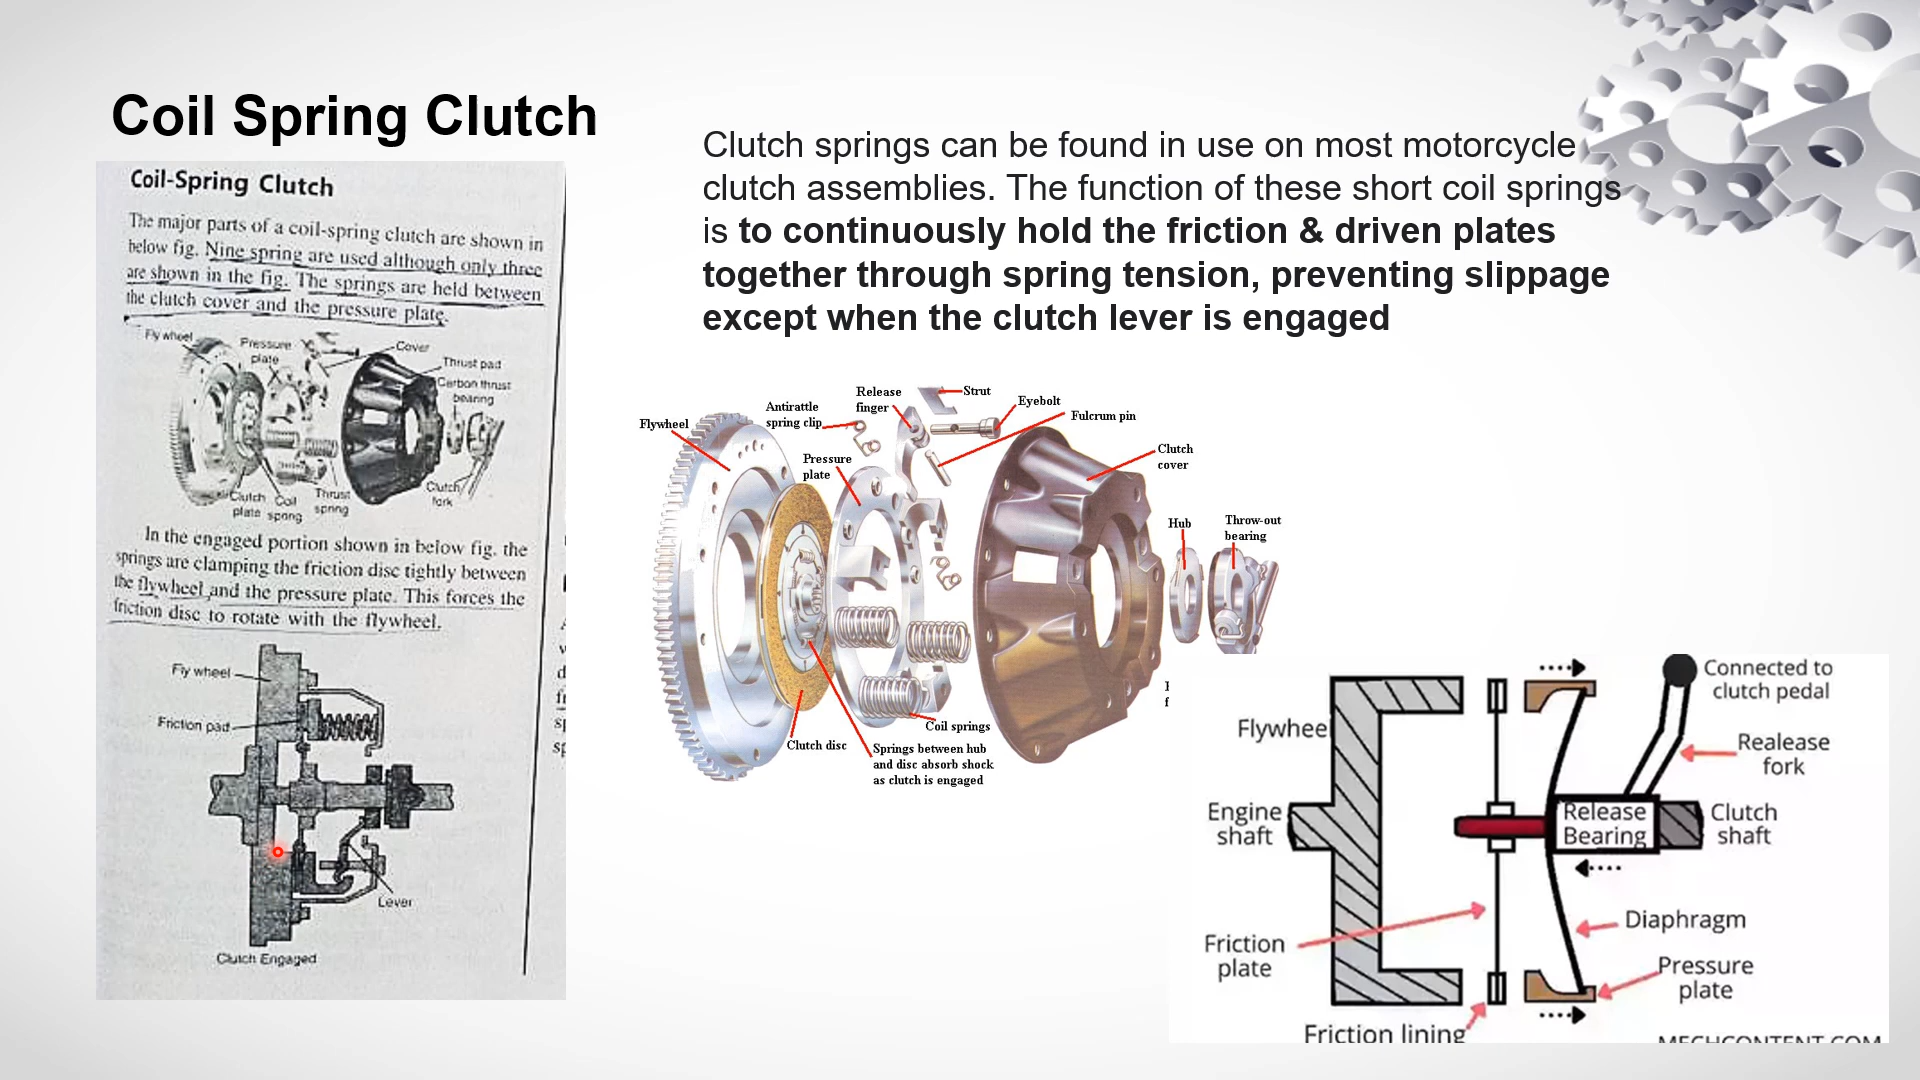 Coil Spring Clutch
Clutch springs can be found in use on most motorcycle
clutch assemblies. The function of these short coil springs
is to continuously hold the friction & driven plates
together through spring tension, preventing slippage
except when the clutch lever is engaged
Coil-Spring Clutch
The major parts of a coil-spring clutch are shown in
below fig. Nine spring are used although only three
are shown in the fig. The springs are held between
the clutch cover and the pressure plate.
Fly wheel
Pressure
plate
Cover
Thrust pad
Carbon thrust
bearing
Clutch
plate
Coil
spong
Thrust
spring
Clutch
fork
In the engaged portion shown in below fig. the
springs are clamping the friction disc tightly between
the flywheel and the pressure plate. This forces the
friction disc to rotate with the flywheel.
Fly wheel
Friction pad
Lever
Clutch Engaged
Flywheel
Antirattle
spring clip
Release
finger
Strut
Eyebolt
Fulcrum pin
Pressure
plate
Clutch
cover
Hub
Throw-out
bearing
Coil springs
Clutch disc
Springs between hub
and disc absorb shock
as clutch is engaged
Connected to
clutch pedal
Flywheel
Realease
fork
Engine
shaft
Release
Bearing
Clutch
shaft
Diaphragm
Friction
plate
Pressure
plate
Friction lining
MECHCONTENT.COM